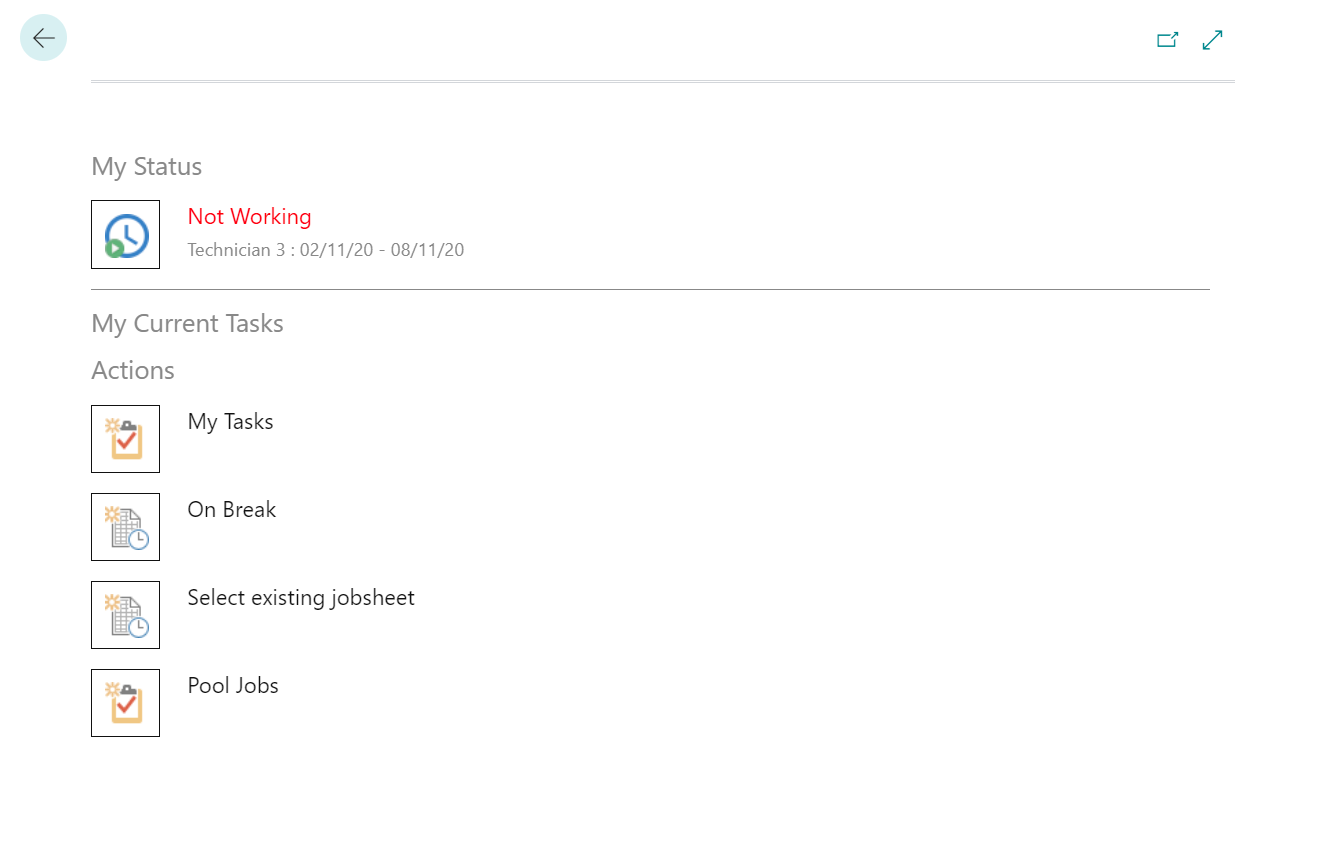 My Status
Not Working
Technician 3 : 02/11/20 - 08/11/20
My Current Tasks
Actions
My Tasks
On Break
Select existing jobsheet
Pool Jobs